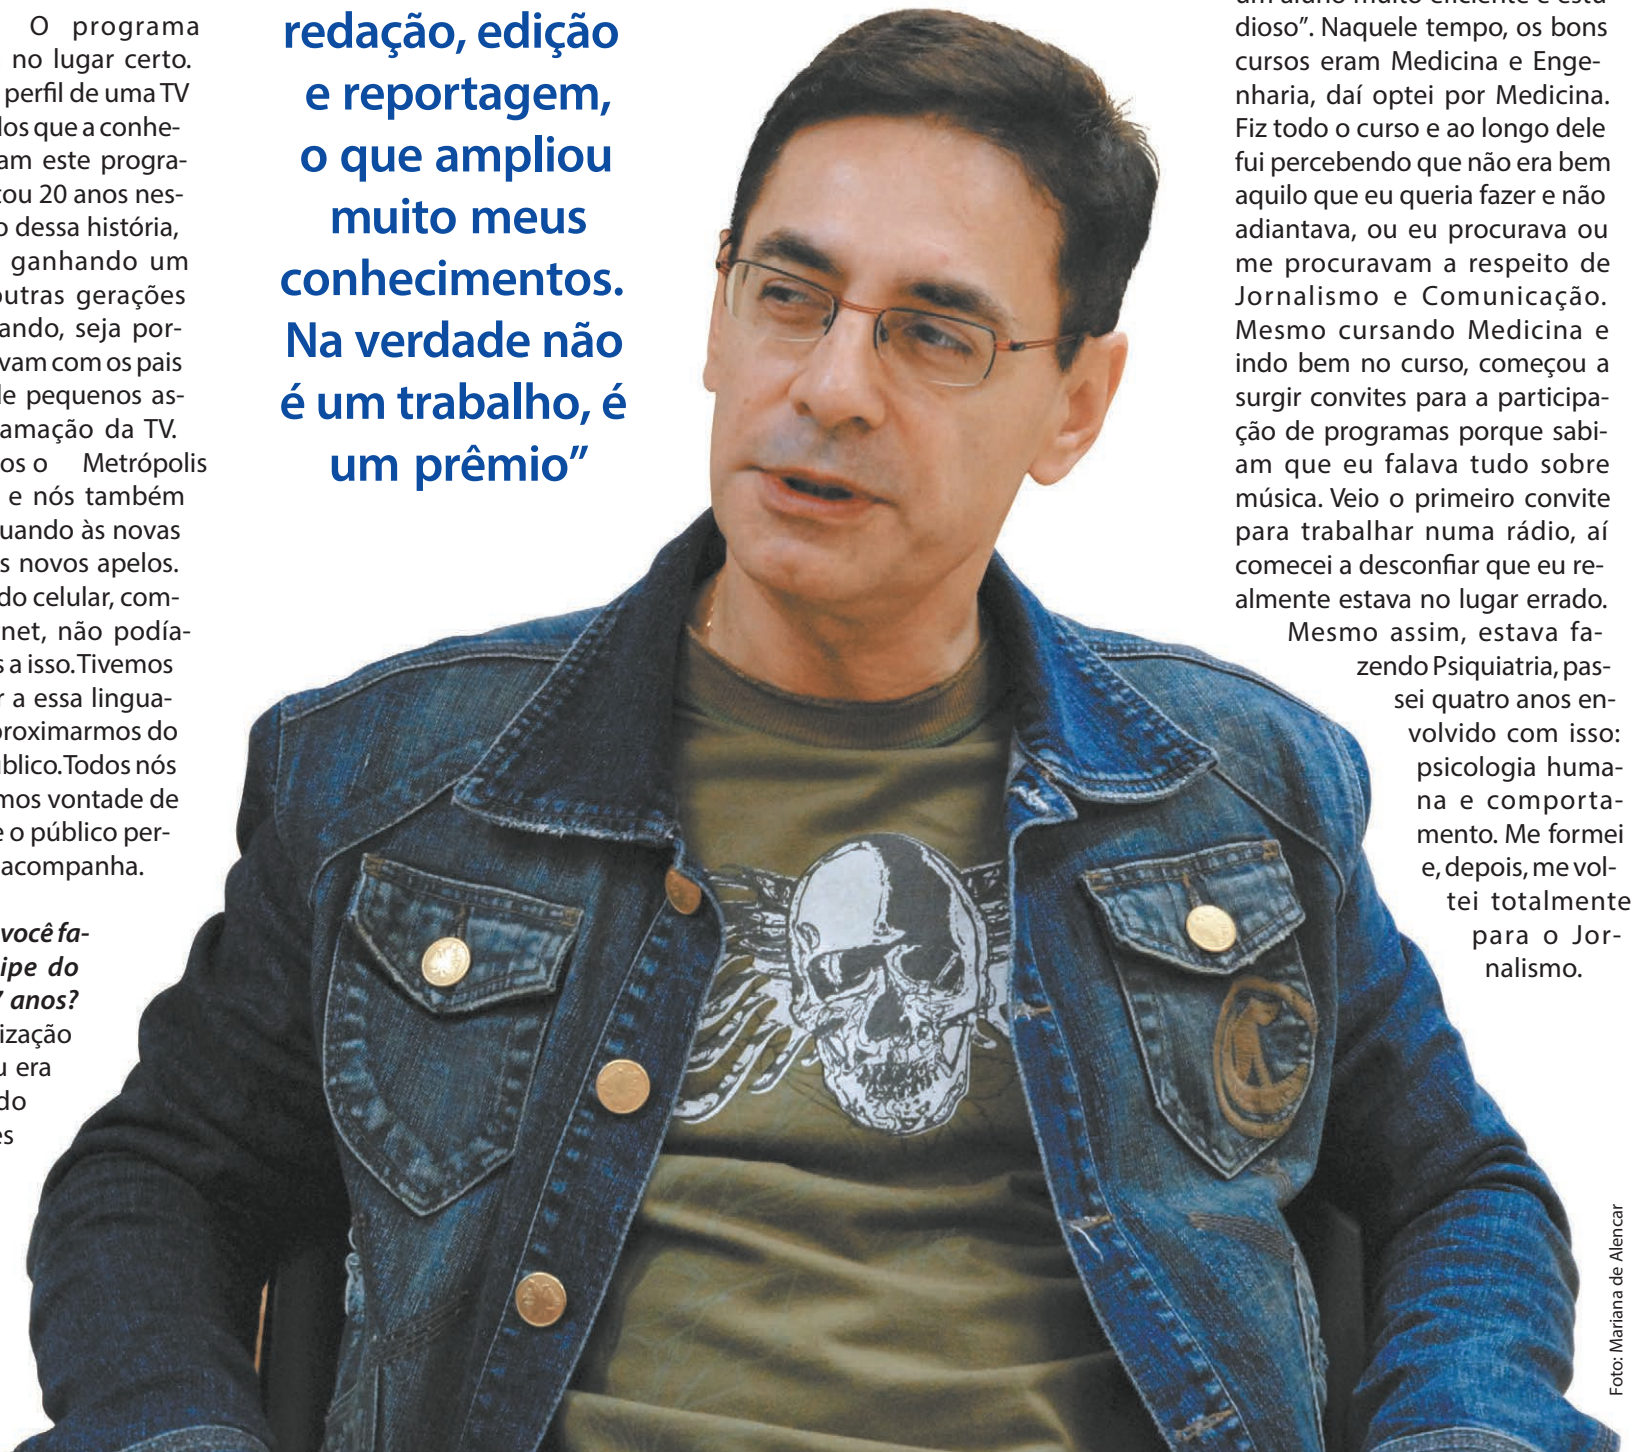 O programa
no lugar certo.
perfil de uma TV
los que a conhe-
am este progra-
tou 20 anos nes-
o dessa história,
ganhando um
outras gerações
ando, seja por-
vam com os pais
le pequenos as-
amação da TV.
os o Metrópolis
e nós também
uando às novas
s novos apelos.
do celular, com-
net, não podía-
s a isso. Tivemos
r a essa lingua-
proximarmos do
úblico. Todos nós
mos vontade de
e o público per-
acompanha.
você fa-
ipe do
7 anos?
ização
u era
do
es
redação, edição
e reportagem,
o que ampliou
muito meus
conhecimentos.
Na verdade não
é um trabalho, é
um prêmio”
um aluno muito eficiente e estu-
dioso”. Naquele tempo, os bons
cursos eram Medicina e Enge-
nharia, daí optei por Medicina.
Fiz todo o curso e ao longo dele
fui percebendo que não era bem
aquilo que eu queria fazer e não
adiantava, ou eu procurava ou
me procuravam a respeito de
Jornalismo e Comunicação.
Mesmo cursando Medicina e
indo bem no curso, começou a
surgir convites para a participa-
ção de programas porque sabi-
am que eu falava tudo sobre
música. Veio o primeiro convite
para trabalhar numa rádio, aí
comecei a desconfiar que eu re-
almente estava no lugar errado.
Mesmo assim, estava fa-
zendo Psiquiatria, pas-
sei quatro anos en-
volvido com isso:
psicologia huma-
na e comporta-
mento. Me formei
e, depois, me vol-
tei totalmente
para o Jor-
nalismo.
Foto: Mariana de Alencar